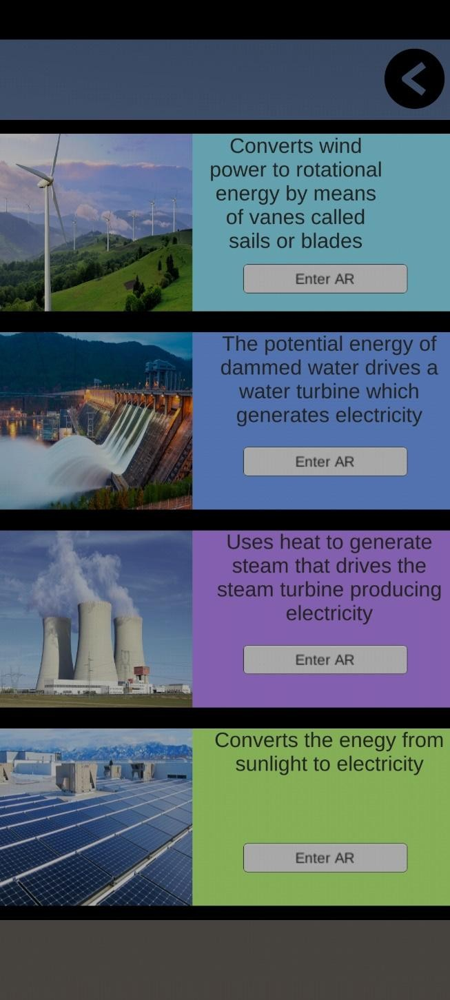 Converts wind
power to rotational
energy by means
of vanes called
sails or blades
Enter AR
The potential energy of
dammed water drives a
water turbine which
generates electricity
Enter AR
Uses heat to generate
steam that drives the
steam turbine producing
electricity
Enter AR
Converts the enegy from
sunlight to electricity
Enter AR